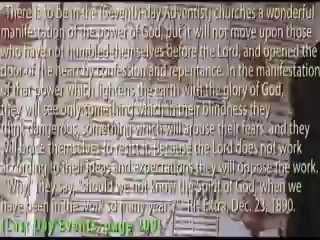 "There is to be in the (Seventh-day Adventist) churches a wonderful
manifestation of the power of God, but it will not move upon those
who have not humbled themselves before the Lord, and opened the
door of the heart by confession and repentance. In the manifestation
of that power which lightens the earth with the glory of God,
they will see only something which in their blindness they
think dangerous, something which will arouse their fears, and they
will brace themselves to resist it. Because the Lord does not work
according to their ideas and expectations they will oppose the work.
'Why,' they say, 'should we not know the Spirit of God, when we
have been in the work so many years?'" RH Extra, Dec. 23, 1890.
(Last Day Events, page 210)